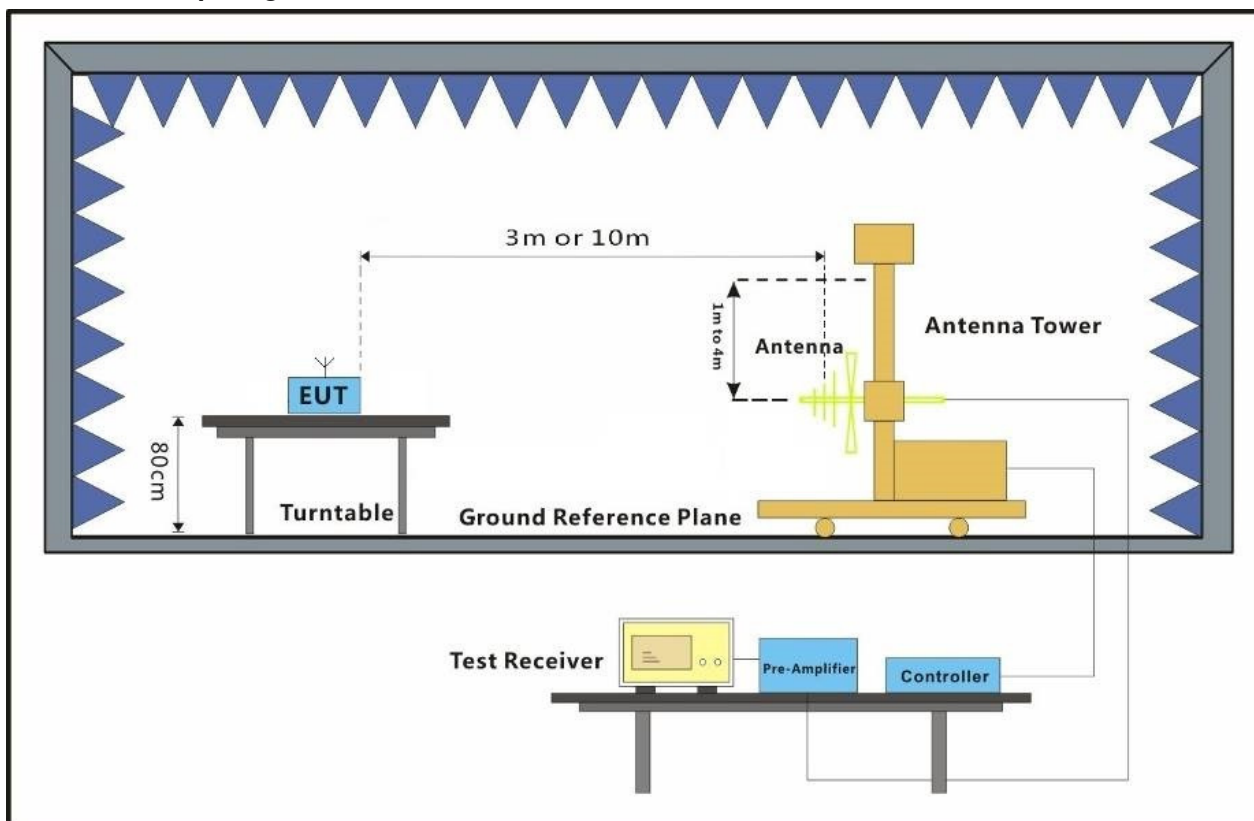 3m or 10m
1m to 4m
Antenna Tower
Antenna
EUT
80cm
Turntable
Ground Reference Plane
Test Receiver
Pre-Amplifier
Controller